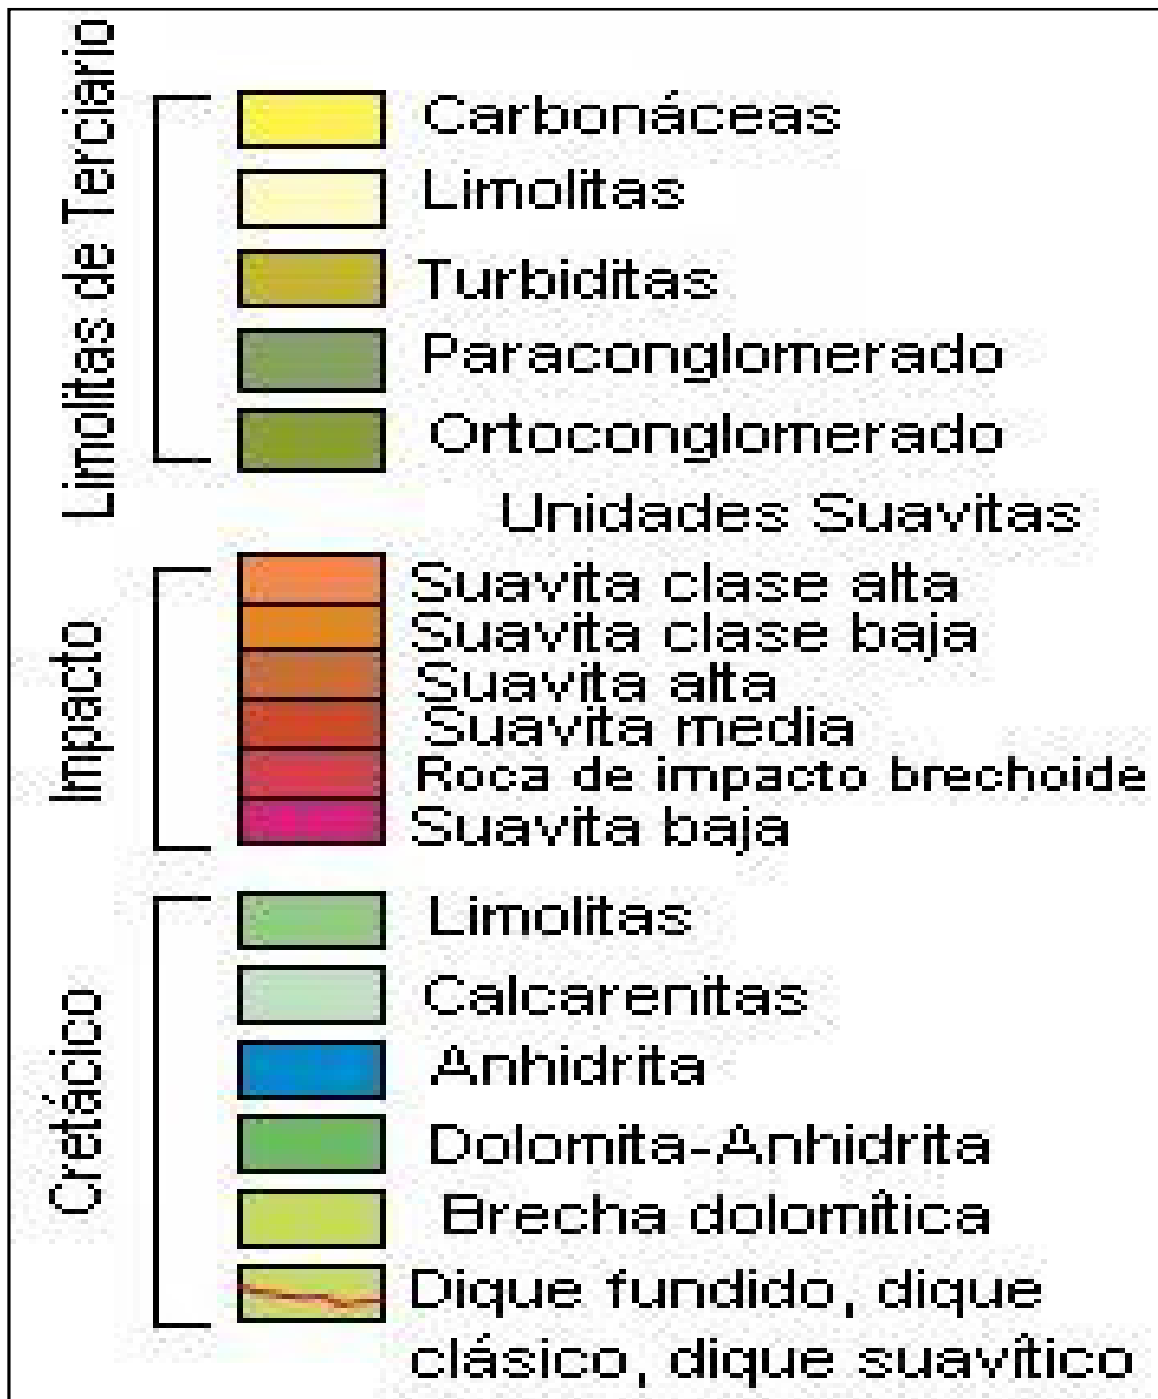 Limolitas de Terciario
Carbonáceas
Limolitas
Turbiditas
Paraconglomerado
Ortoconglomerado
Unidades Suavitas
Impacto
Suavita clase alta
Suavita clase baja
Suavita alta
Suavita media
Roca de impacto brechoide
Suavita baja
Cretácico
Limolitas
Calcarenitas
Anhidrita
Dolomita-Anhidrita
Brecha dolomítica
Dique fundido, dique
clásico, dique suavítico